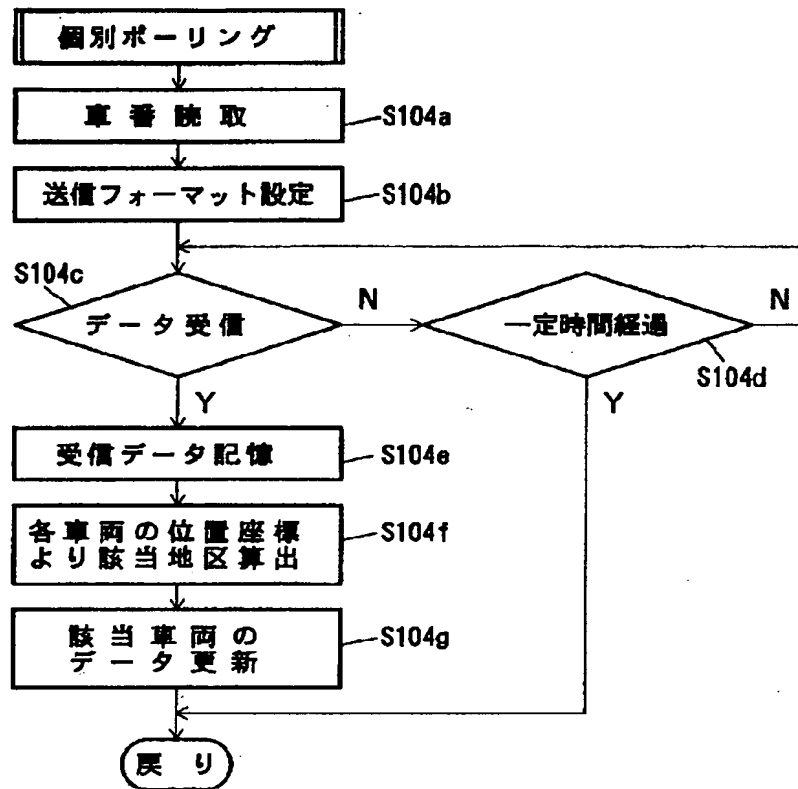 個別ポーリング
車番読取
S104a
送信フォーマット設定
S104b
S104c
データ受信
N
一定時間経過
N
S104d
Y
Y
受信データ記憶
S104e
各車両の位置座標
より該当地区算出
S104f
該当車両の
データ更新
S104g
戻り